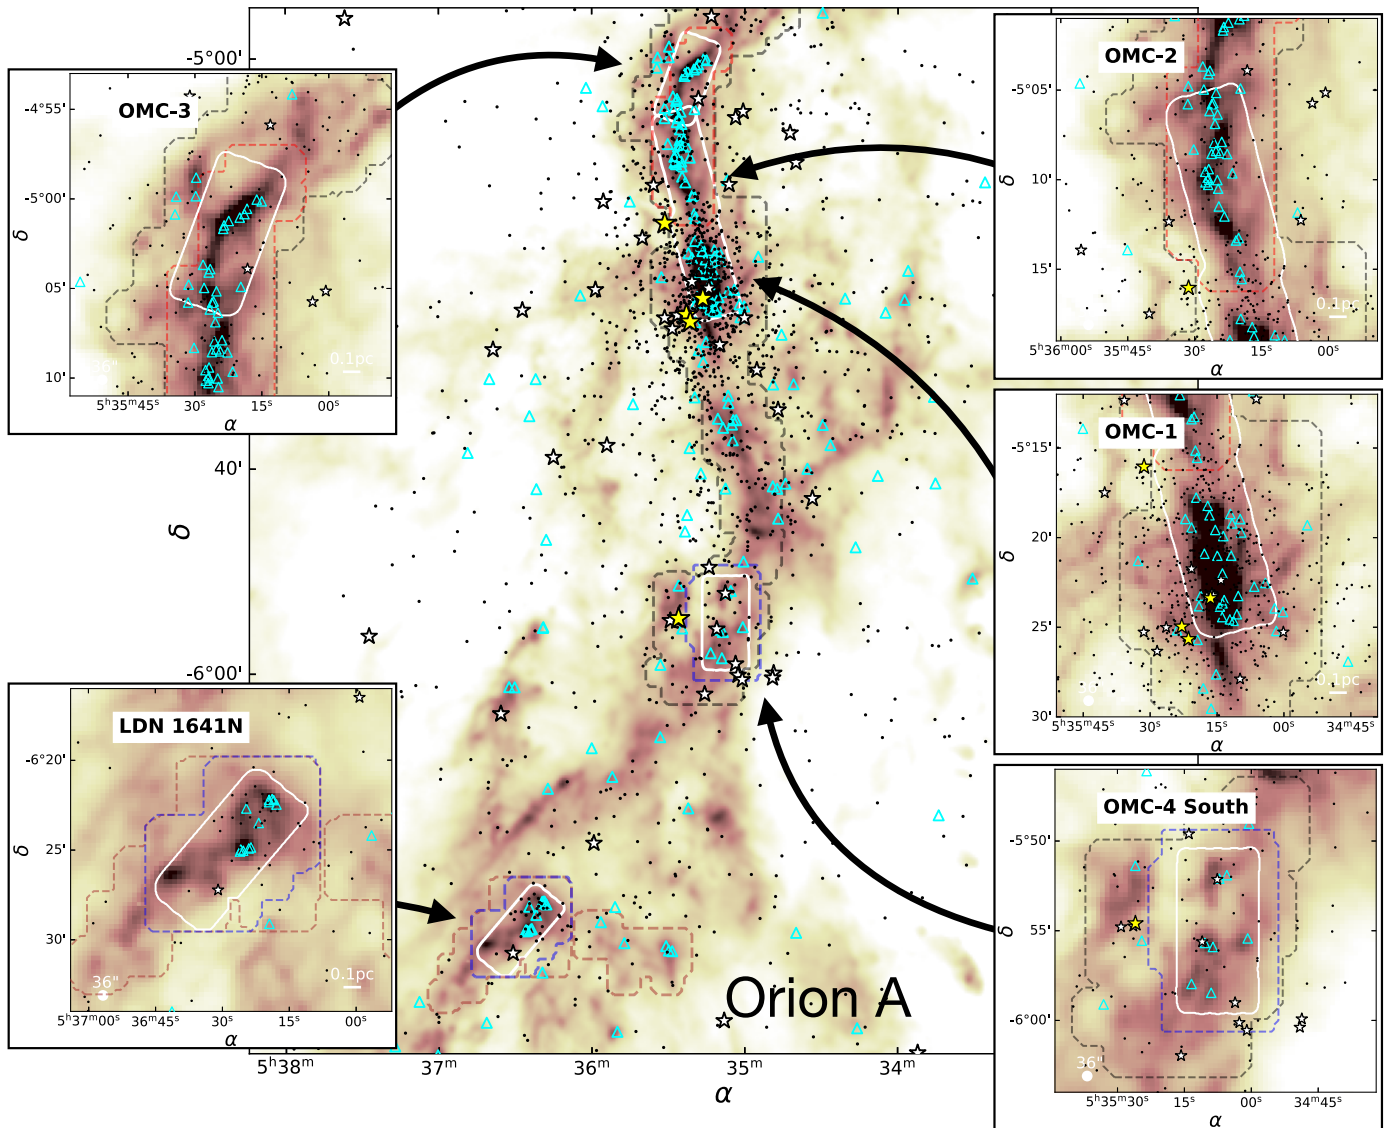 -5°00'
40'
-6°00'
δ
5ʰ38ᵐ
37ᵐ
36ᵐ
35ᵐ
34ᵐ
α
Orion A
OMC-3
-4°55'
-5°00'
05'
10'
δ
5ʰ35ᵐ45ˢ
30ˢ
15ˢ
00ˢ
α
36"
0.1pc
LDN 1641N
-6°20'
25'
30'
δ
36"
0.1pc
5ʰ37ᵐ00ˢ
36ᵐ45ˢ
30ˢ
15ˢ
00ˢ
α
OMC-2
-5°05'
10'
15'
δ
0.1pc
5ʰ36ᵐ00ˢ
35ᵐ45ˢ
30ˢ
15ˢ
00ˢ
α
OMC-1
-5°15'
20'
25'
30'
δ
36"
0.1pc
5ʰ35ᵐ45ˢ
30ˢ
15ˢ
00ˢ
34ᵐ45ˢ
α
OMC-4 South
-5°50'
55'
-6°00'
δ
36"
5ʰ35ᵐ30ˢ
15ˢ
00ˢ
34ᵐ45ˢ
α